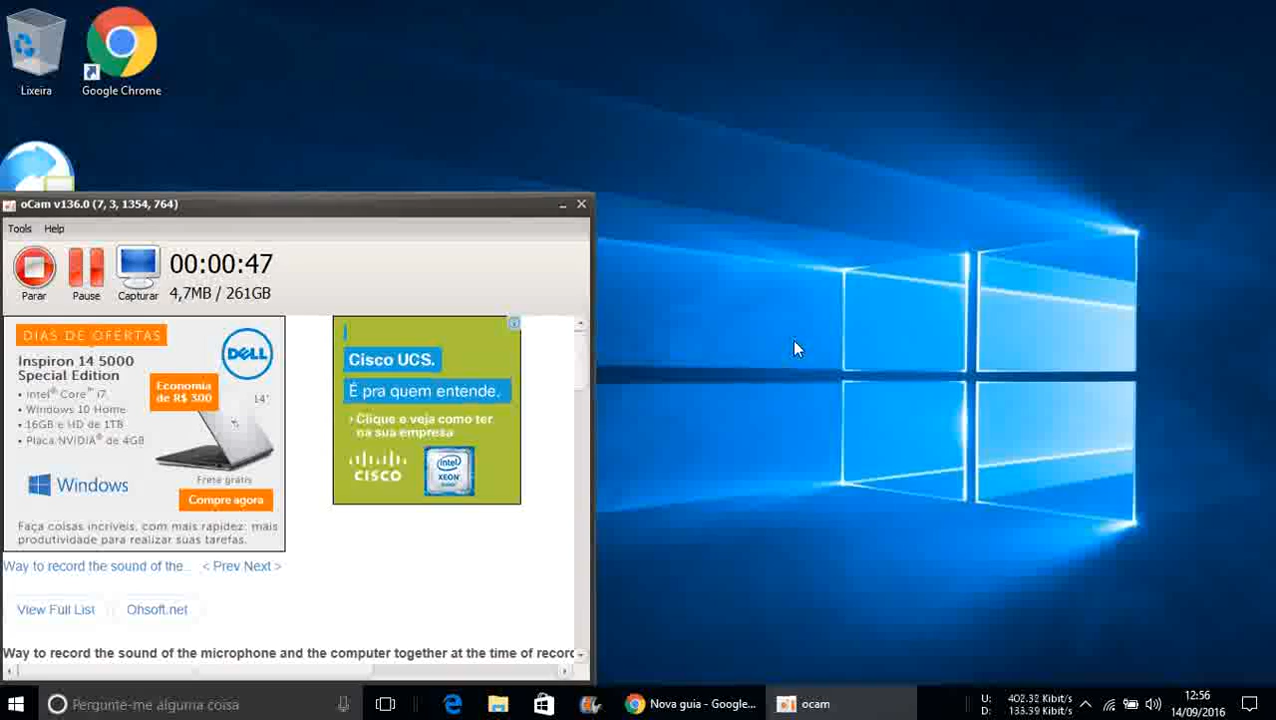 Lixeira
Google Chrome
oCam v136.0 (7, 3, 1354, 764)
Tools Help
Parar
Pause
Capturar
00:00:47
4,7MB / 261GB
DIAS DE OFERTAS
Inspiron 14 5000
Special Edition
• Intel® Core™ i7
• Windows 10 Home
• 16GB e HD de 1TB
• Placa NVIDIA® de 4GB
DELL
Economia
de R$ 300
14"
Windows
Frete grátis
Compre agora
Faça coisas incríveis, com mais rapidez: mais
produtividade para realizar suas tarefas.
Cisco UCS.
É pra quem entende.
› Clique e veja como ter
na sua empresa
CISCO
intel
XEON
Way to record the sound of the... < Prev Next >
View Full List
Ohsoft.net
Way to record the sound of the microphone and the computer together at the time of recor
Pergunte-me alguma coisa
Nova guia - Google...
ocam
U: 402.32 Kibit/s
D: 133.39 Kibit/s
12:56
14/09/2016